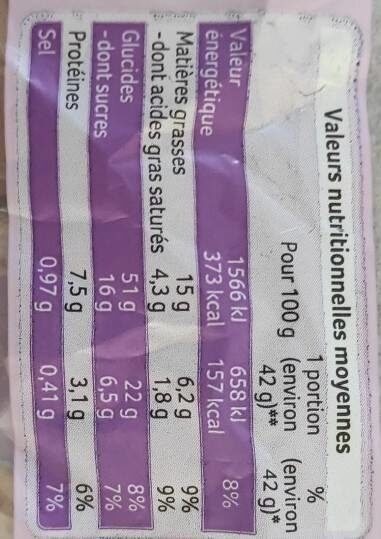 Valeurs nutritionnelles moyennes
Pour 100 g 1 portion (environ 42 g)** % (environ 42 g)*
Valeur énergétique 1566 kJ 658 kJ
373 kcal 157 kcal 8%
Matières grasses 15 g 6,2 g 9%
- dont acides gras saturés 4,3 g 1,8 g 9%
Glucides 51 g 22 g 8%
- dont sucres 16 g 6,5 g 7%
Protéines 7,5 g 3,1 g 6%
Sel 0,97 g 0,41 g 7%